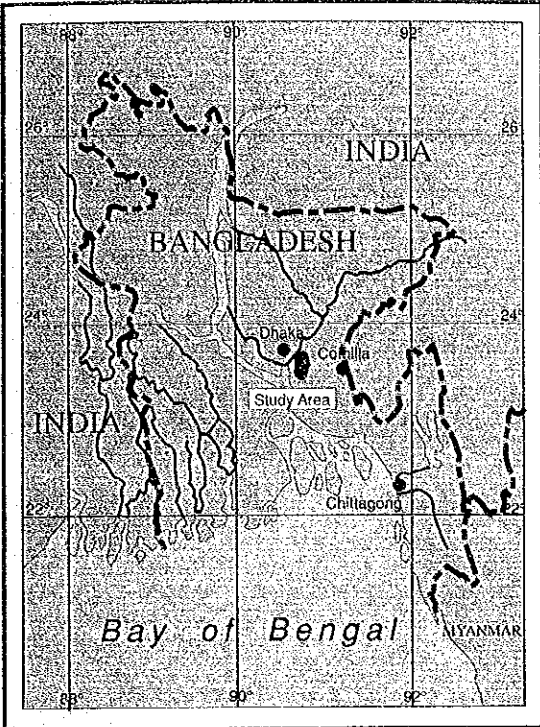 88° 90° 92°
26° 26°
INDIA
BANGLADESH
24° 24°
Dhaka
Comilla
Study Area
INDIA
Chittagong
22° 22°
Bay of Bengal
MYANMAR
88° 90° 92°